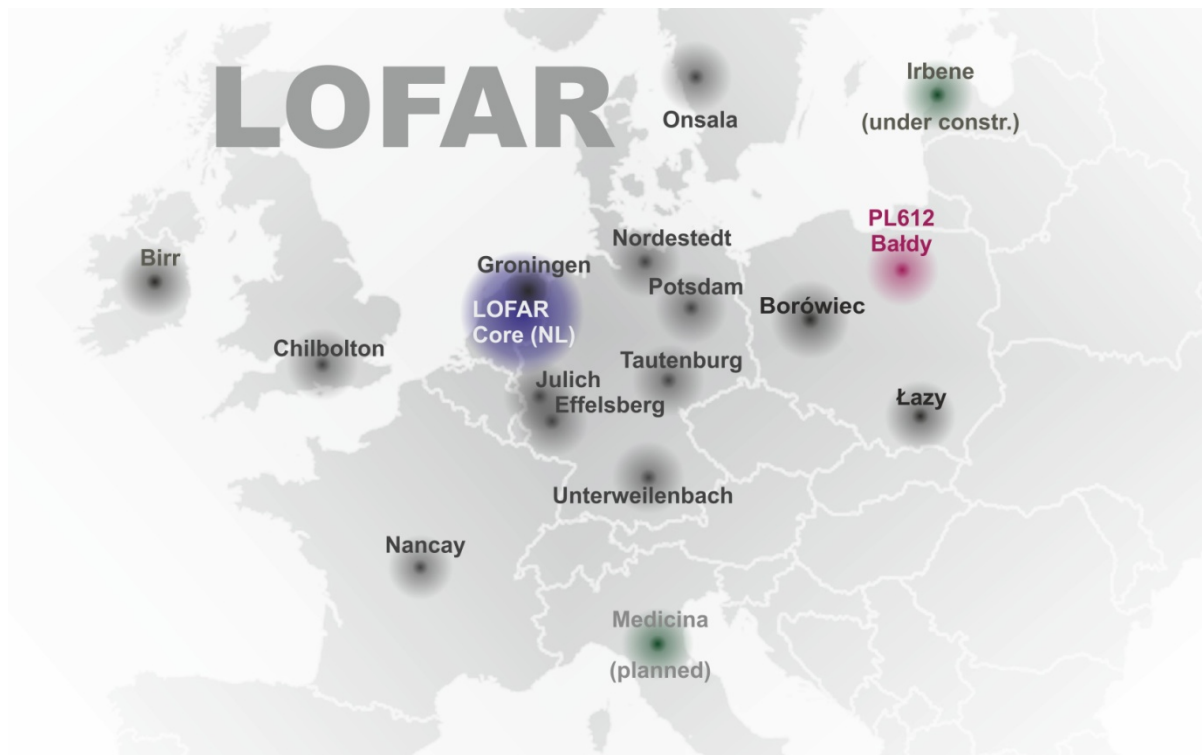 LOFAR
Onsala
Irbene
(under constr.)
PL612
Bałdy
Birr
Nordestedt
Groningen
Potsdam
LOFAR
Core (NL)
Borówiec
Chilbolton
Tautenburg
Julich
Effelsberg
Łazy
Unterweilenbach
Nancay
Medicina
(planned)